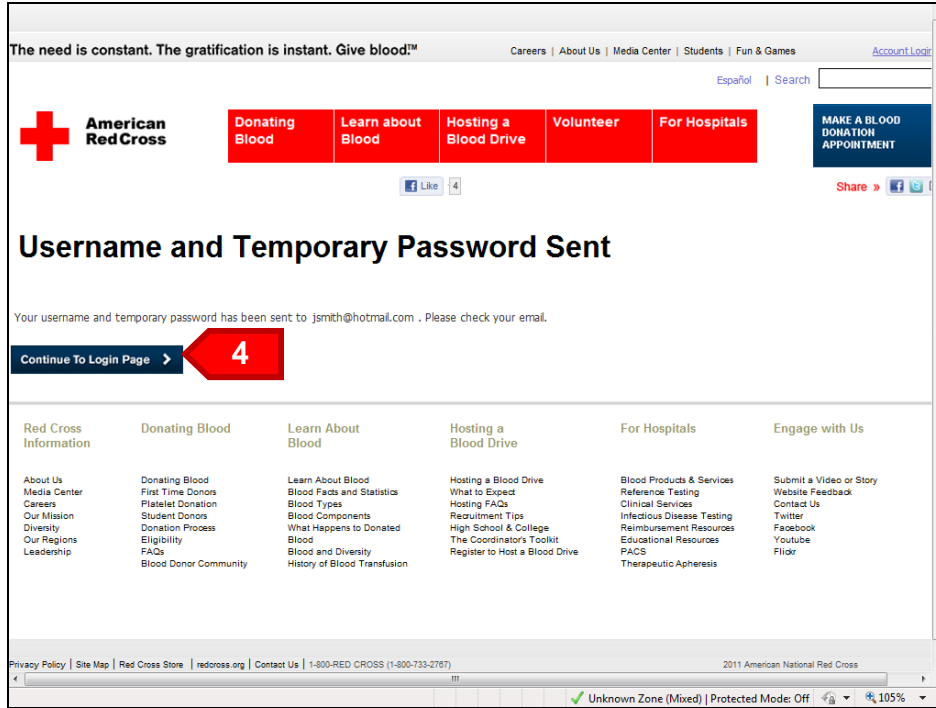 The need is constant. The gratification is instant. Give blood.™
Careers | About Us | Media Center | Students | Fun & Games
Account Login
Español | Search
American
Red Cross
Donating
Blood
Learn about
Blood
Hosting a
Blood Drive
Volunteer
For Hospitals
MAKE A BLOOD
DONATION
APPOINTMENT
Like 4
Share »
Username and Temporary Password Sent
Your username and temporary password has been sent to jsmith@hotmail.com . Please check your email.
Continue To Login Page
4
Red Cross
Information
About Us
Media Center
Careers
Our Mission
Diversity
Our Regions
Leadership
Donating Blood
Donating Blood
First Time Donors
Platelet Donation
Student Donors
Donation Process
Eligibility
FAQs
Blood Donor Community
Learn About
Blood
Learn About Blood
Blood Facts and Statistics
Blood Types
Blood Components
What Happens to Donated
Blood
Blood and Diversity
History of Blood Transfusion
Hosting a
Blood Drive
Hosting a Blood Drive
What to Expect
Hosting FAQs
Recruitment Tips
High School & College
The Coordinator's Toolkit
Register to Host a Blood Drive
For Hospitals
Blood Products & Services
Reference Testing
Clinical Services
Infectious Disease Testing
Reimbursement Resources
Educational Resources
PACS
Therapeutic Apheresis
Engage with Us
Submit a Video or Story
Website Feedback
Contact Us
Twitter
Facebook
Youtube
Flickr
Privacy Policy | Site Map | Red Cross Store | redcross.org | Contact Us | 1-800-RED CROSS (1-800-733-2767)
2011 American National Red Cross
Unknown Zone (Mixed) | Protected Mode: Off
105%